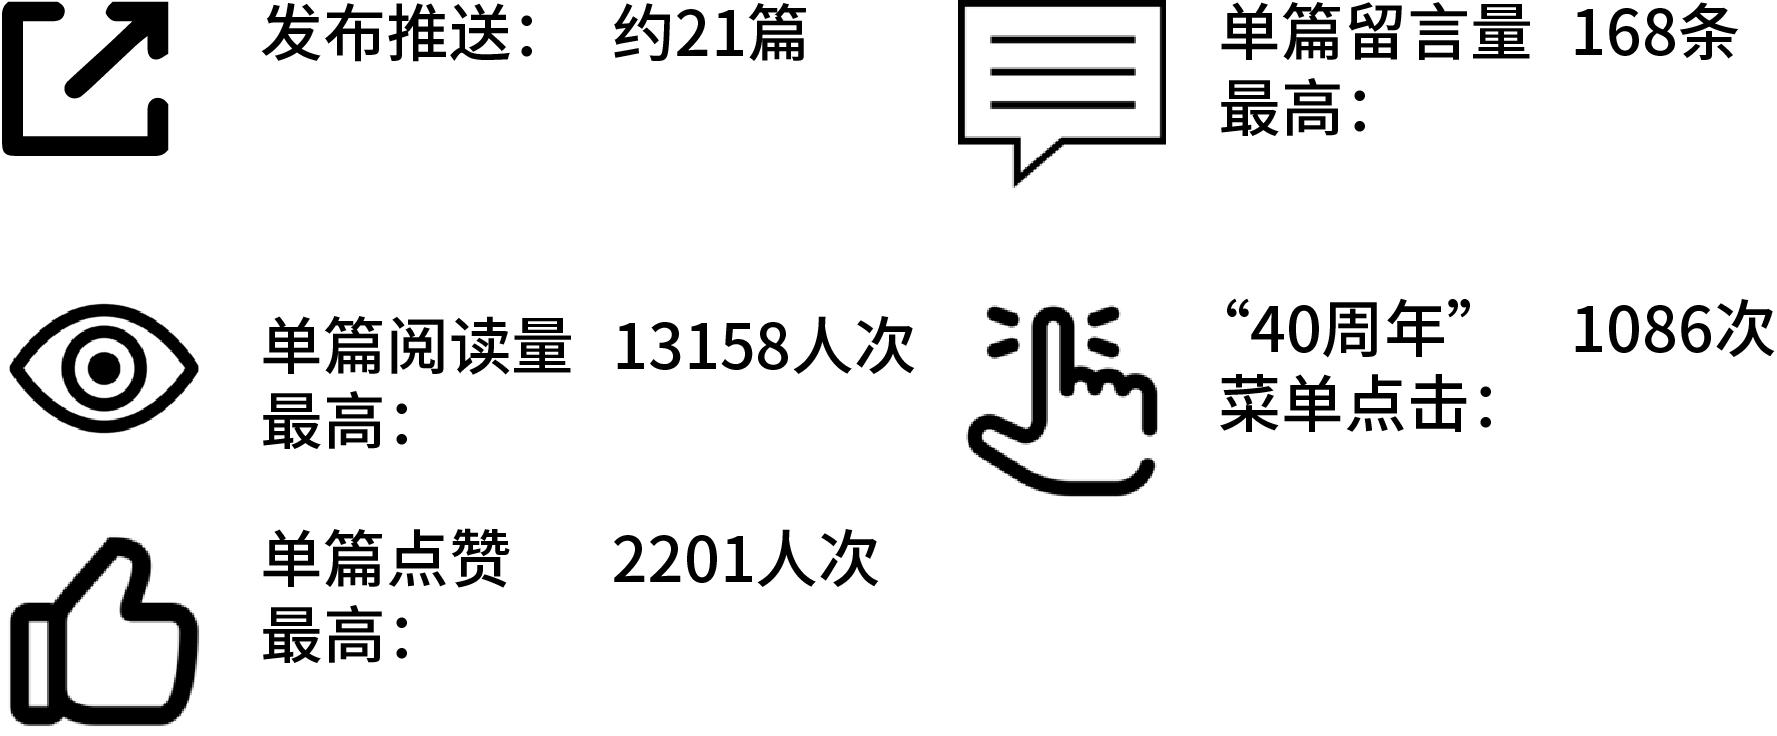 发布推送： 约21篇
单篇留言量 168条
最高：
单篇阅读量 13158人次
最高：
“40周年” 1086次
菜单点击：
单篇点赞 2201人次
最高：